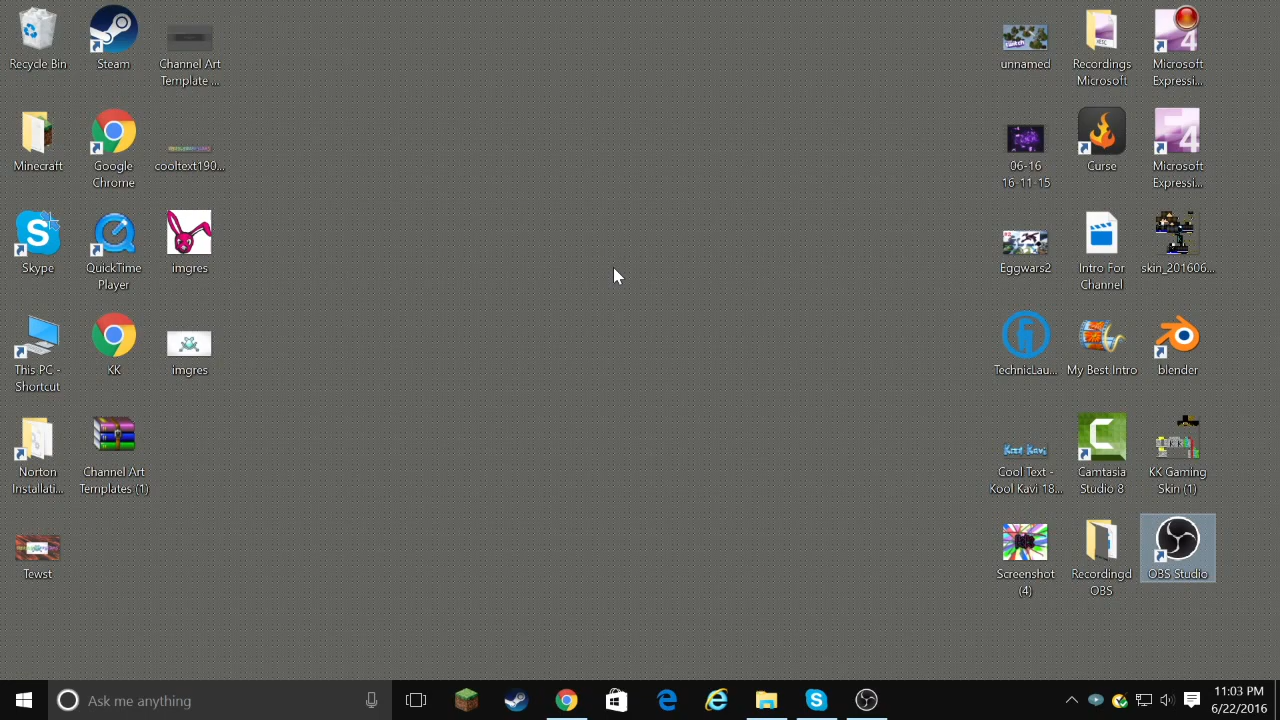 Recycle Bin
Steam
Channel Art
Template ...
Minecraft
Google
Chrome
cooltext190...
Skype
QuickTime
Player
imgres
This PC -
Shortcut
KK
imgres
Norton
Installati...
Channel Art
Templates (1)
Tewst
unnamed
Recordings
Microsoft
Microsoft
Expressi...
06-16
16-11-15
Curse
Microsoft
Expressi...
Eggwars2
Intro For
Channel
skin_201606...
TechnicLau...
My Best Intro
blender
Cool Text -
Kool Kavi 18...
Camtasia
Studio 8
KK Gaming
Skin (1)
Screenshot
(4)
Recordingd
OBS
OBS Studio
Ask me anything
11:03 PM
6/22/2016